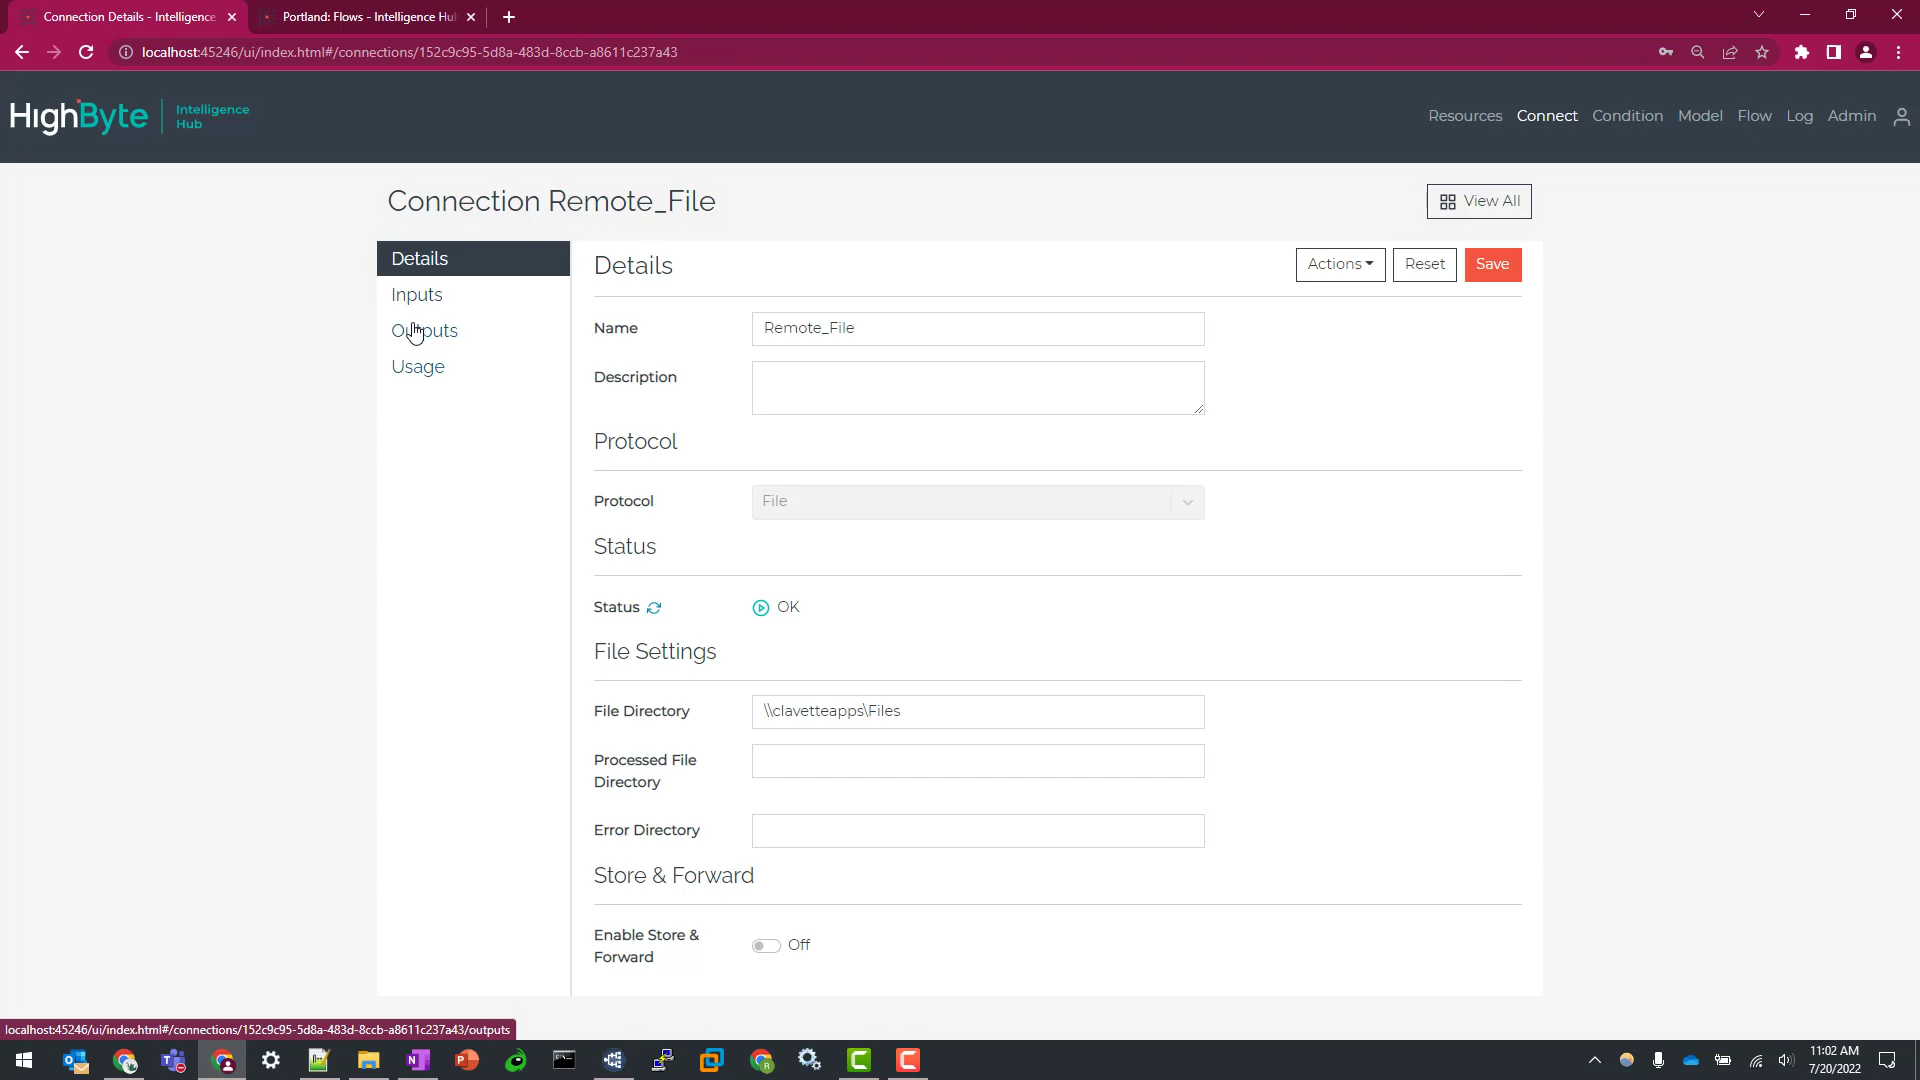 Connection Details - Intelligence
Portland: Flows - Intelligence Hub
localhost:45246/ui/index.html#/connections/152c9c95-5d8a-483d-8ccb-a8611c237a43
HighByte
Intelligence
Hub
Resources
Connect
Condition
Model
Flow
Log
Admin
Connection Remote_File
View All
Details
Inputs
Outputs
Usage
Details
Actions
Reset
Save
Name
Remote_File
Description
Protocol
Protocol
File
Status
Status
OK
File Settings
File Directory
\\clavetteapps\Files
Processed File
Directory
Error Directory
Store & Forward
Enable Store &
Forward
Off
localhost:45246/ui/index.html#/connections/152c9c95-5d8a-483d-8ccb-a8611c237a43/outputs
11:02 AM
7/20/2022